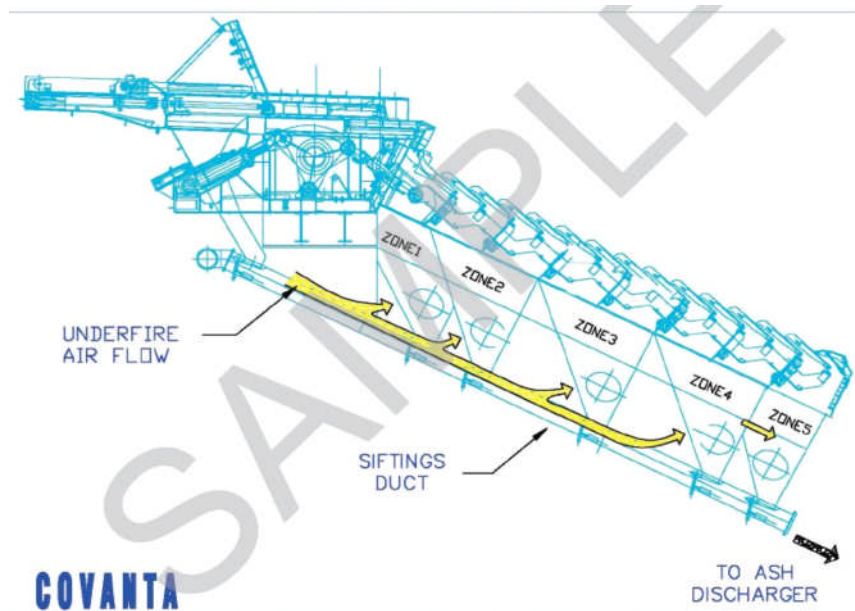 SAMPLE
ZONE1
ZONE2
ZONE3
ZONE4
ZONE5
UNDERFIRE
AIR FLOW
SIFTINGS
DUCT
TO ASH
DISCHARGER
COVANTA